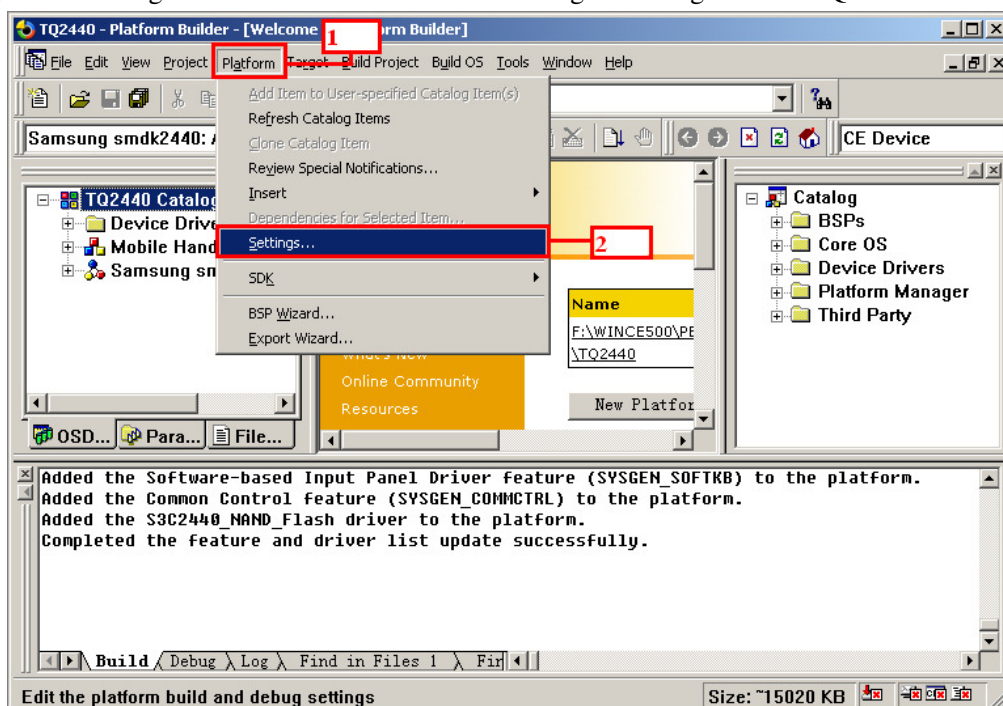 TQ2440 - Platform Builder - [Welcome
rm Builder]
1
File Edit View Project Platform Target Build Project Build OS Tools Window Help
Add Item to User-specified Catalog Item(s)
Refresh Catalog Items
Clone Catalog Item
Review Special Notifications...
Insert
Dependencies for Selected Item...
Settings...
2
SDK
BSP Wizard...
Export Wizard...
Samsung smdk2440:
CE Device
TQ2440 Catalog
Device Drive
Mobile Hand
Samsung sm
What's New
Online Community
Resources
Name
F:\WINCE500\PB
\TQ2440
New Platfor
Catalog
BSPs
Core OS
Device Drivers
Platform Manager
Third Party
OSD... Para... File...
Added the Software-based Input Panel Driver feature (SYSGEN_SOFTKB) to the platform.
Added the Common Control feature (SYSGEN_COMMCTRL) to the platform.
Added the S3C2440_NAND_Flash driver to the platform.
Completed the feature and driver list update successfully.
Build Debug Log Find in Files 1 Fir
Edit the platform build and debug settings
Size: ~15020 KB